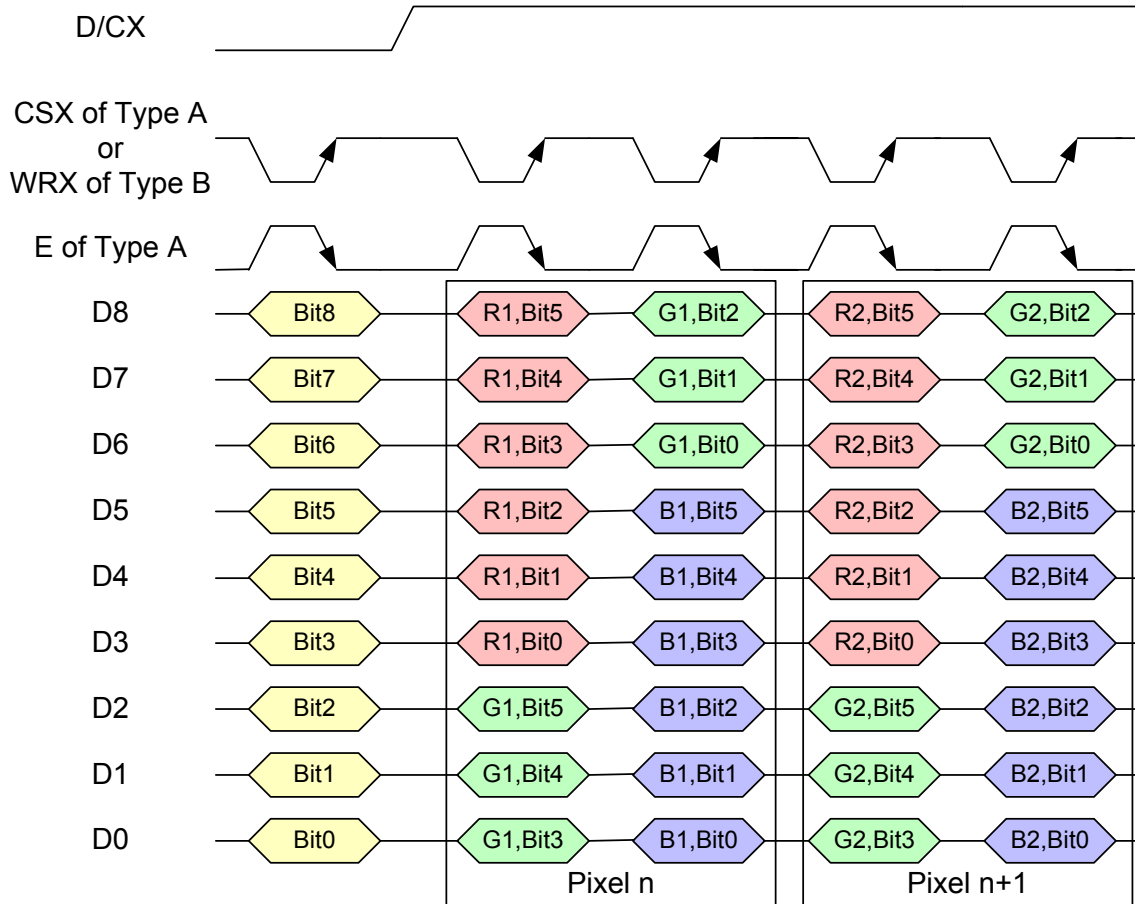 D/CX
CSX of Type A
or
WRX of Type B
E of Type A
D8 Bit8 R1,Bit5 G1,Bit2 R2,Bit5 G2,Bit2
D7 Bit7 R1,Bit4 G1,Bit1 R2,Bit4 G2,Bit1
D6 Bit6 R1,Bit3 G1,Bit0 R2,Bit3 G2,Bit0
D5 Bit5 R1,Bit2 B1,Bit5 R2,Bit2 B2,Bit5
D4 Bit4 R1,Bit1 B1,Bit4 R2,Bit1 B2,Bit4
D3 Bit3 R1,Bit0 B1,Bit3 R2,Bit0 B2,Bit3
D2 Bit2 G1,Bit5 B1,Bit2 G2,Bit5 B2,Bit2
D1 Bit1 G1,Bit4 B1,Bit1 G2,Bit4 B2,Bit1
D0 Bit0 G1,Bit3 B1,Bit0 G2,Bit3 B2,Bit0
Pixel n Pixel n+1